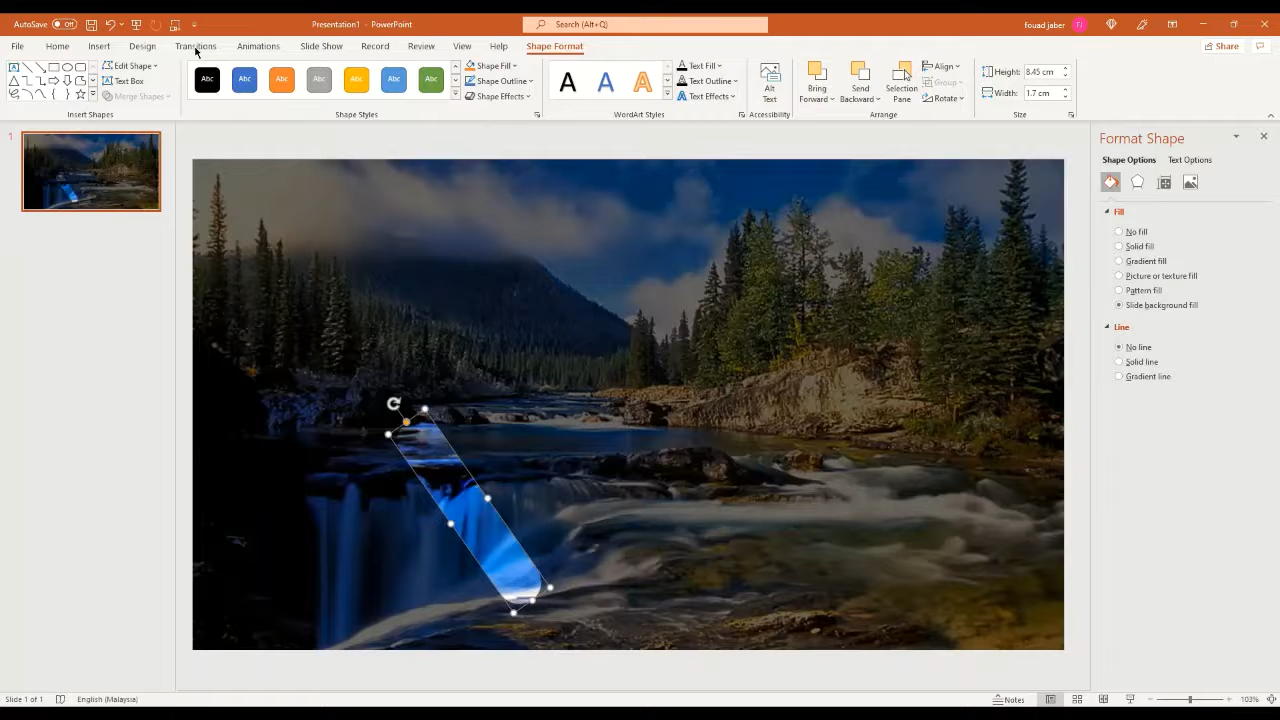 AutoSave Off
Presentation1 - PowerPoint
Search (Alt+Q)
fouad jaber FJ
File Home Insert Design Transitions Animations Slide Show Record Review View Help Shape Format
Share
Edit Shape
Text Box
Merge Shapes
Insert Shapes
Abc Abc Abc Abc Abc Abc Abc
Shape Fill
Shape Outline
Shape Effects
Shape Styles
A A A
Text Fill
Text Outline
Text Effects
WordArt Styles
Alt Text
Accessibility
Bring Forward
Send Backward
Selection Pane
Align
Group
Rotate
Arrange
Height: 8.45 cm
Width: 1.7 cm
Size
1
Format Shape
Shape Options Text Options
Fill
No fill
Solid fill
Gradient fill
Picture or texture fill
Pattern fill
Slide background fill
Line
No line
Solid line
Gradient line
Slide 1 of 1 English (Malaysia)
Notes
103%